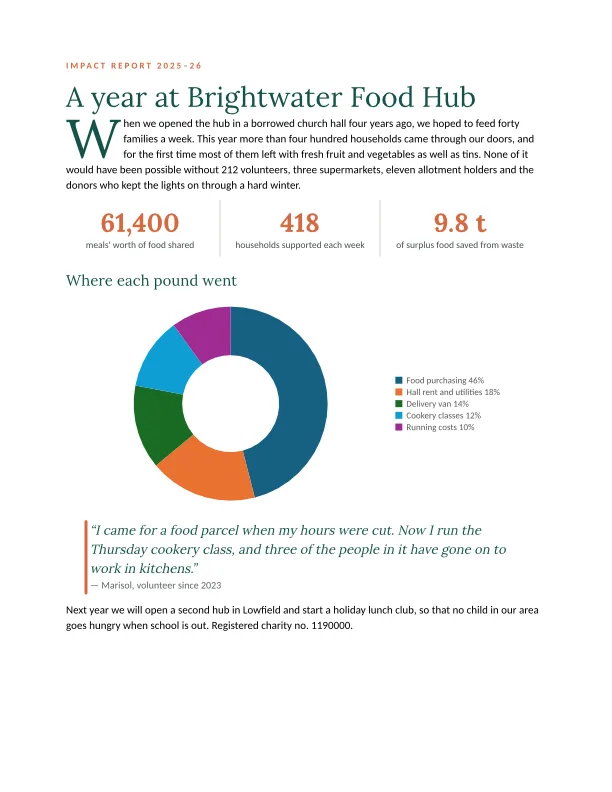 IMPACT REPORT 2025–26
A year at Brightwater Food Hub
When we opened the hub in a borrowed church hall four years ago, we hoped to feed forty
families a week. This year more than four hundred households came through our doors, and
for the first time most of them left with fresh fruit and vegetables as well as tins. None of it
would have been possible without 212 volunteers, three supermarkets, eleven allotment holders and the
donors who kept the lights on through a hard winter.
61,400
meals' worth of food shared
418
households supported each week
9.8 t
of surplus food saved from waste
Where each pound went
Food purchasing 46%
Hall rent and utilities 18%
Delivery van 14%
Cookery classes 12%
Running costs 10%
“I came for a food parcel when my hours were cut. Now I run the
Thursday cookery class, and three of the people in it have gone on to
work in kitchens.”
— Marisol, volunteer since 2023
Next year we will open a second hub in Lowfield and start a holiday lunch club, so that no child in our area
goes hungry when school is out. Registered charity no. 1190000.